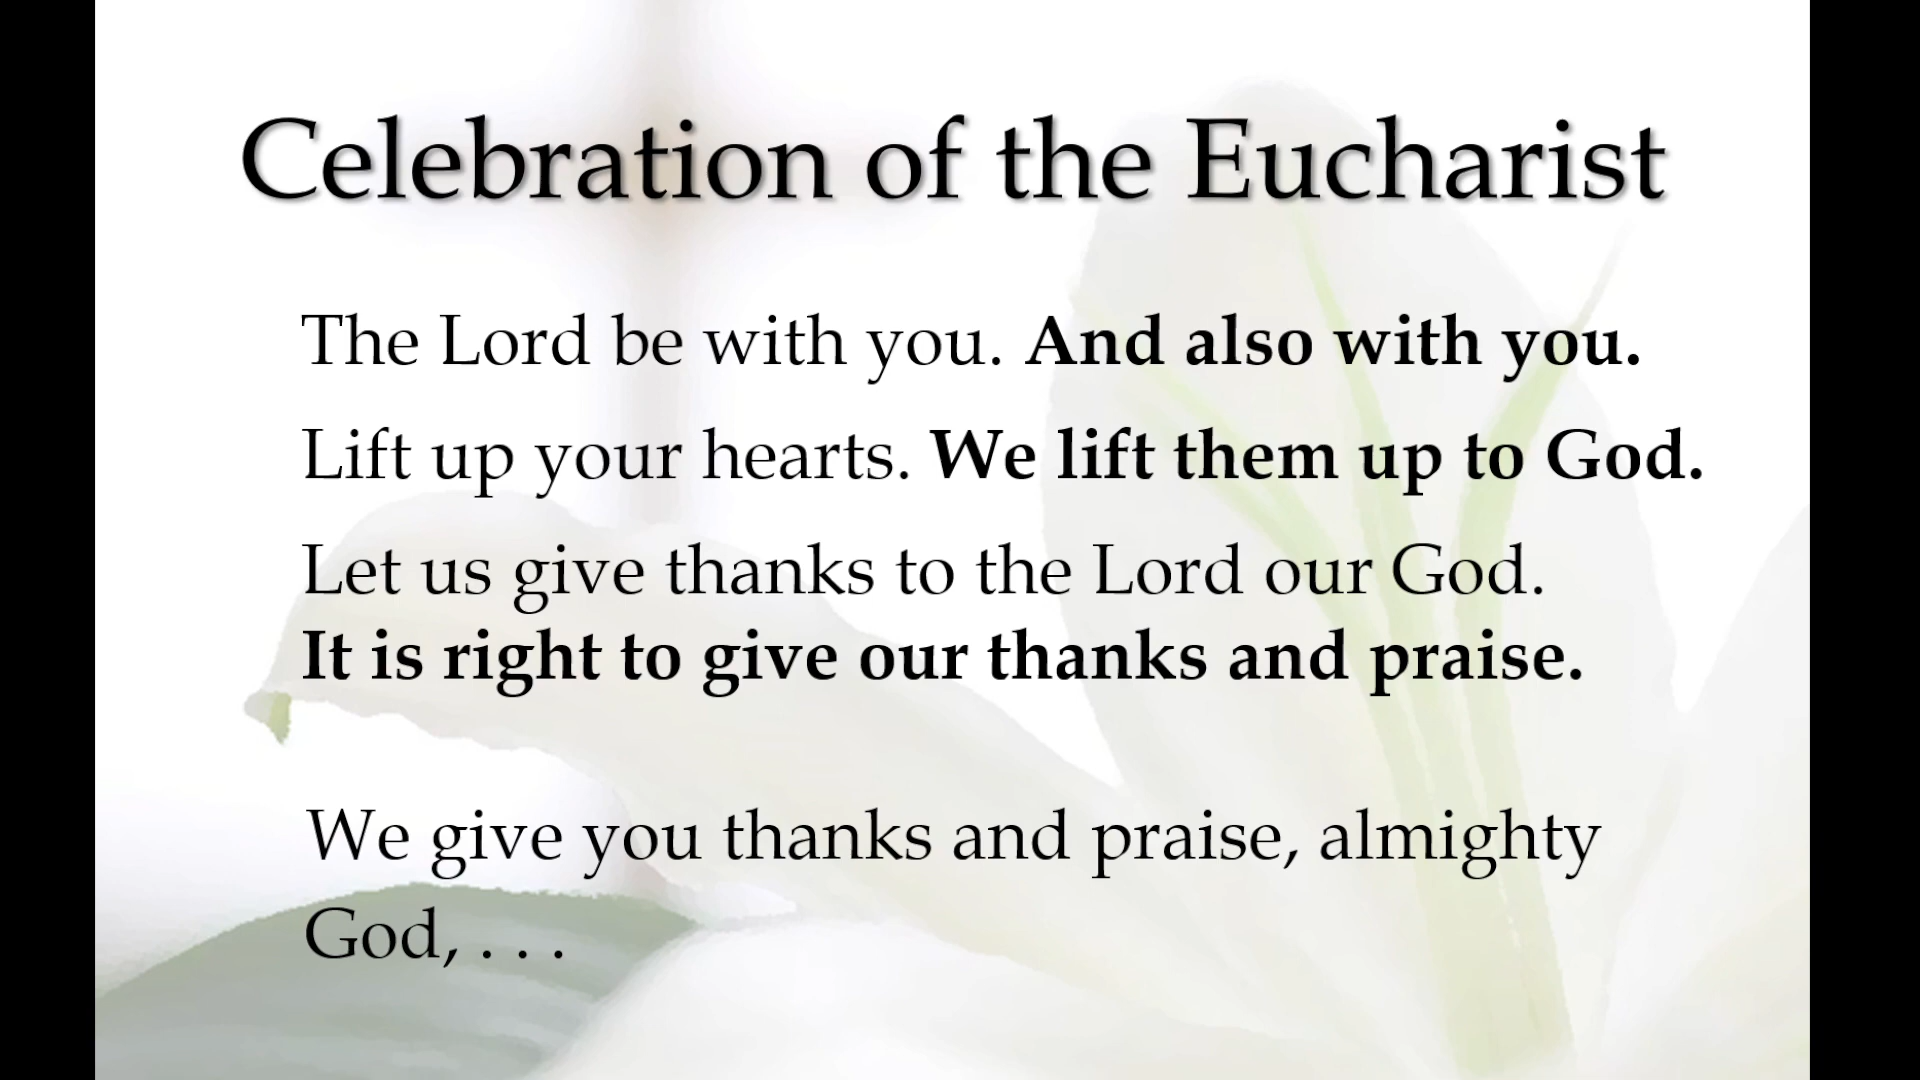 Celebration of the Eucharist
The Lord be with you. And also with you.
Lift up your hearts. We lift them up to God.
Let us give thanks to the Lord our God.
It is right to give our thanks and praise.
We give you thanks and praise, almighty
God, . . .